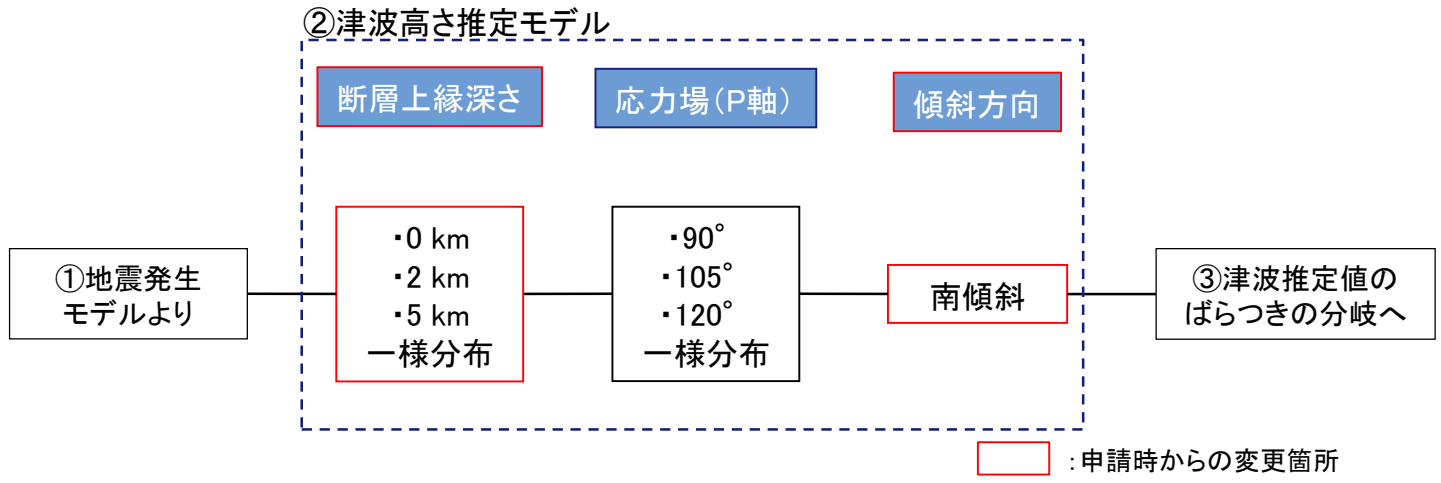 ②津波高さ推定モデル
断層上縁深さ
応力場(P軸)
傾斜方向
①地震発生
モデルより
・0 km
・2 km
・5 km
一様分布
・90°
・105°
・120°
一様分布
南傾斜
③津波推定値の
ばらつきの分岐へ
:申請時からの変更箇所